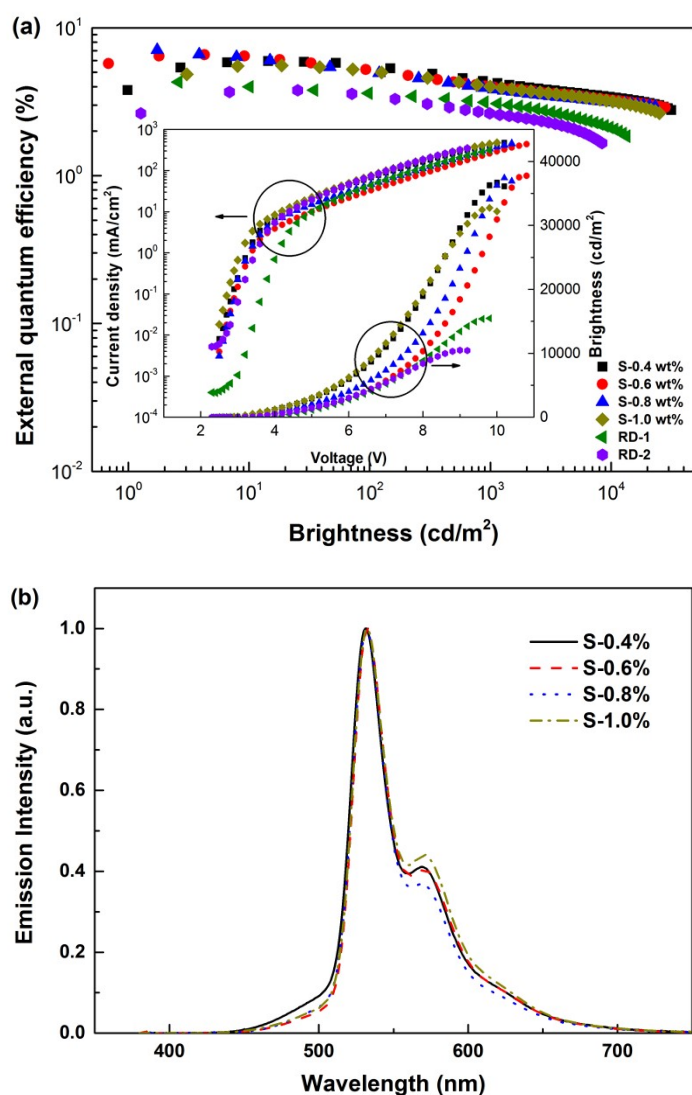 (a)
External quantum efficiency (%)
10¹
10⁰
10⁻¹
10⁻²
10⁰ 10¹ 10² 10³ 10⁴
Brightness (cd/m²)
Current density (mA/cm²)
10³
10²
10¹
10⁰
10⁻¹
10⁻²
10⁻³
10⁻⁴
2 4 6 8 10
Voltage (V)
40000
30000
20000
10000
0
Brightness (cd/m²)
S-0.4 wt%
S-0.6 wt%
S-0.8 wt%
S-1.0 wt%
RD-1
RD-2
(b)
Emission Intensity (a.u.)
1.0
0.8
0.6
0.4
0.2
0.0
400 500 600 700
Wavelength (nm)
S-0.4%
S-0.6%
S-0.8%
S-1.0%